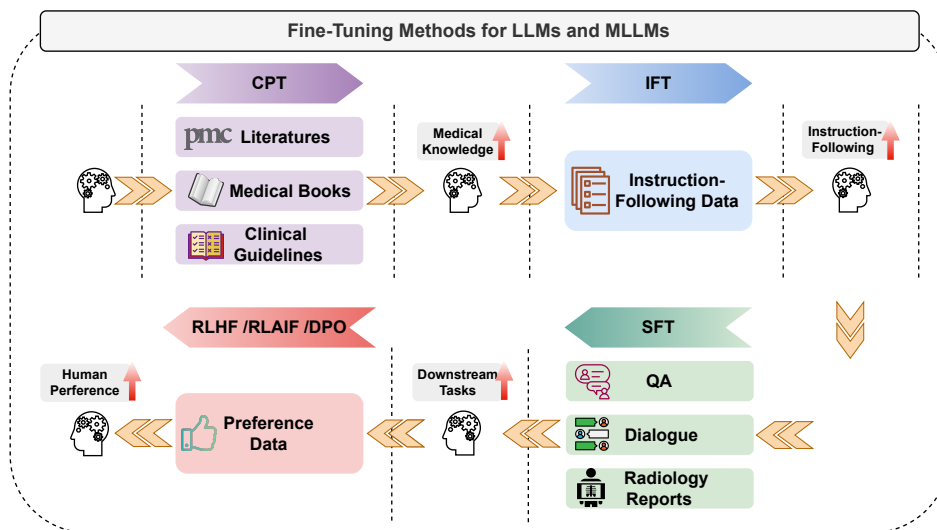 Fine-Tuning Methods for LLMs and MLLMs
CPT
IFT
pmc Literatures
Medical Books
Clinical
Guidelines
Medical
Knowledge
Instruction-
Following Data
Instruction-
Following
SFT
QA
Dialogue
Radiology
Reports
Downstream
Tasks
RLHF /RLAIF /DPO
Preference
Data
Human
Perference